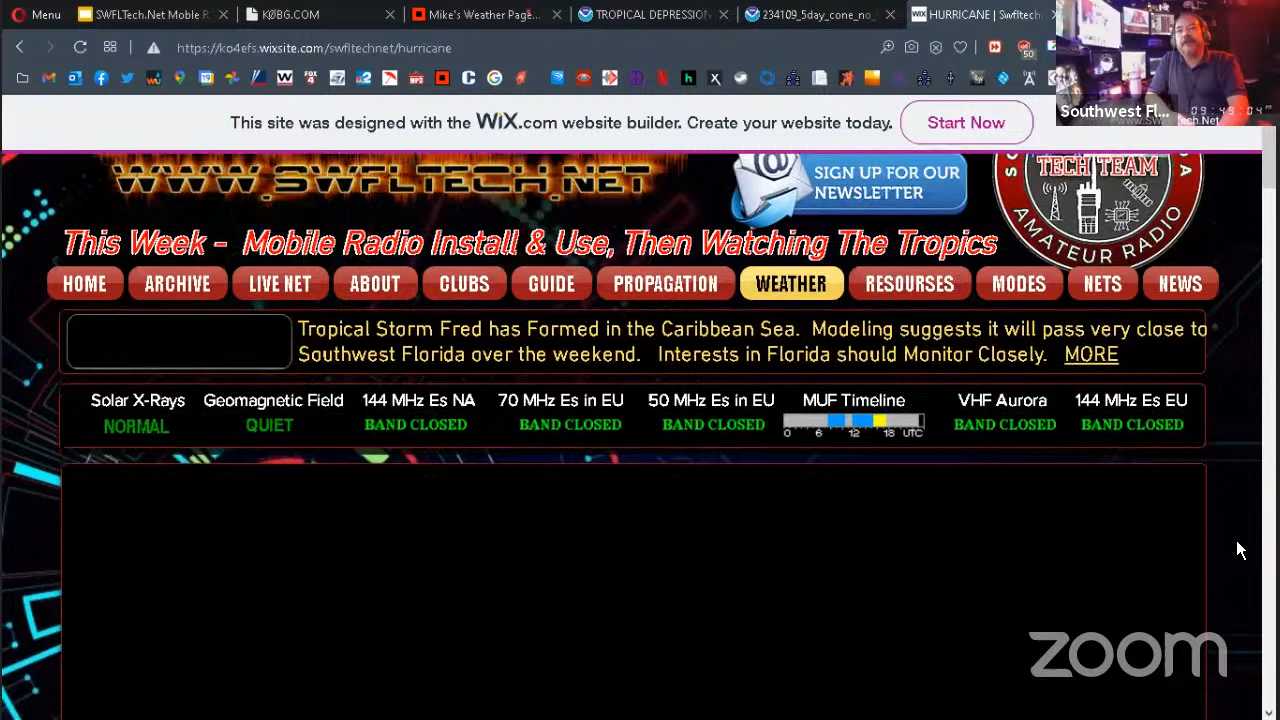 Menu
SWFLTech.Net Mobile R
KØBG.COM
Mike's Weather Page...
TROPICAL DEPRESSION
234109_5day_cone_no_
HURRICANE | Swfltech
https://ko4efs.wixsite.com/swfltechnet/hurricane
50
Southwest Fl...
This site was designed with the WiX.com website builder. Create your website today.
Start Now
WWW.SWFLTECH.NET
SIGN UP FOR OUR
NEWSLETTER
TECH TEAM
AMATEUR RADIO
This Week - Mobile Radio Install & Use, Then Watching The Tropics
HOME
ARCHIVE
LIVE NET
ABOUT
CLUBS
GUIDE
PROPAGATION
WEATHER
RESOURSES
MODES
NETS
NEWS
Tropical Storm Fred has Formed in the Caribbean Sea. Modeling suggests it will pass very close to
Southwest Florida over the weekend. Interests in Florida should Monitor Closely. MORE
Solar X-Rays
Geomagnetic Field
144 MHz Es NA
70 MHz Es in EU
50 MHz Es in EU
MUF Timeline
VHF Aurora
144 MHz Es EU
NORMAL
QUIET
BAND CLOSED
BAND CLOSED
BAND CLOSED
0 6 12 18 UTC
BAND CLOSED
BAND CLOSED
zoom